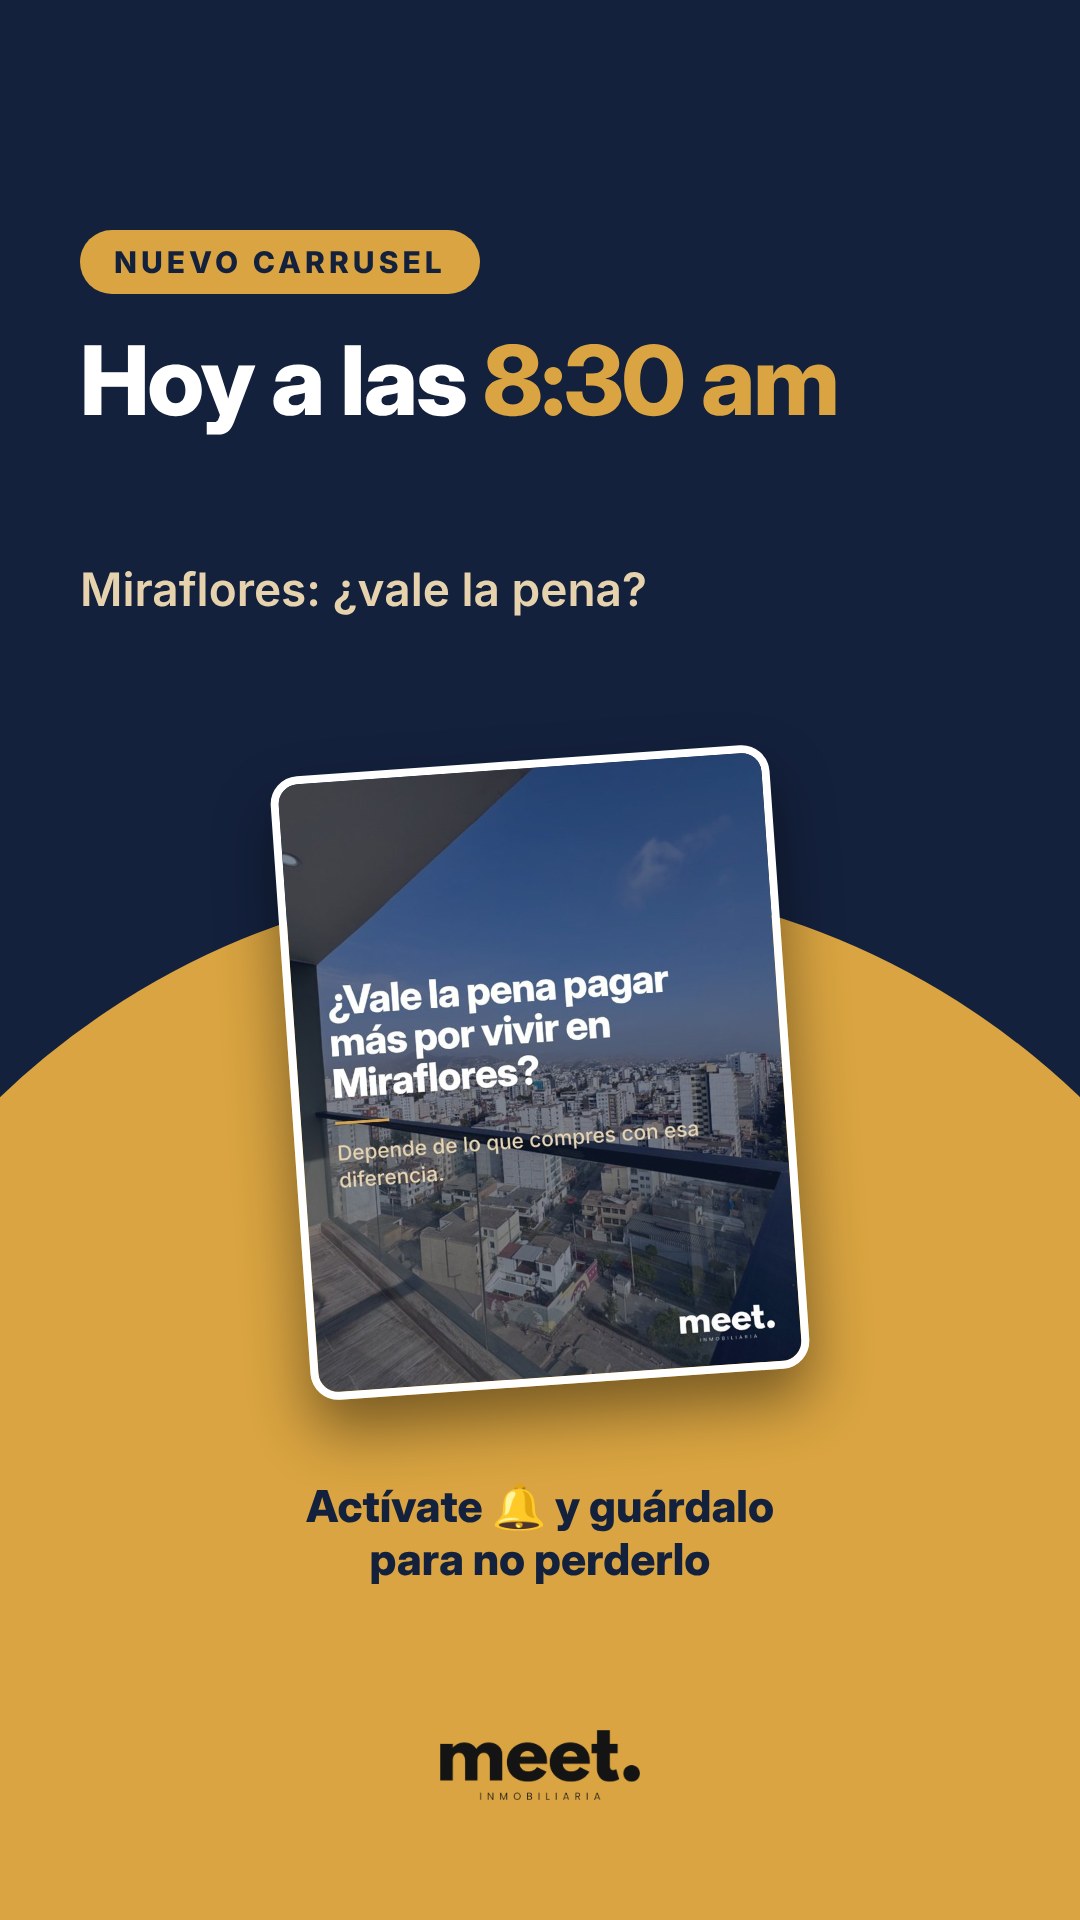 NUEVO CARRUSEL
Hoy a las 8:30 am
Miraflores: ¿vale la pena?
¿Vale la pena pagar
más por vivir en
Miraflores?
Depende de lo que compres con esa
diferencia.
meet.
INMOBILIARIA
Actívate 🔔 y guárdalo
para no perderlo
meet.
INMOBILIARIA